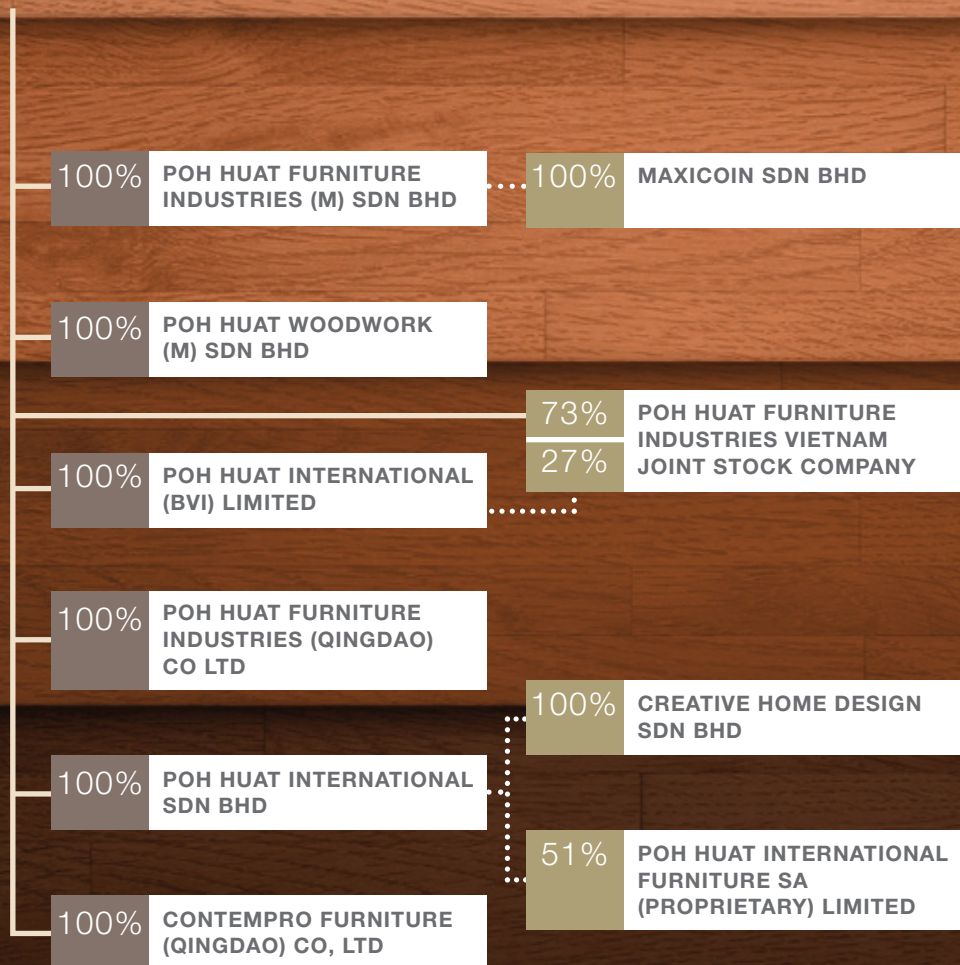 100%
POH HUAT FURNITURE
INDUSTRIES (M) SDN BHD
100%
MAXICOIN SDN BHD
100%
POH HUAT WOODWORK
(M) SDN BHD
73%
27%
POH HUAT FURNITURE
INDUSTRIES VIETNAM
JOINT STOCK COMPANY
100%
POH HUAT INTERNATIONAL
(BVI) LIMITED
100%
POH HUAT FURNITURE
INDUSTRIES (QINGDAO)
CO LTD
100%
POH HUAT INTERNATIONAL
SDN BHD
100%
CREATIVE HOME DESIGN
SDN BHD
51%
POH HUAT INTERNATIONAL
FURNITURE SA
(PROPRIETARY) LIMITED
100%
CONTEMPRO FURNITURE
(QINGDAO) CO, LTD